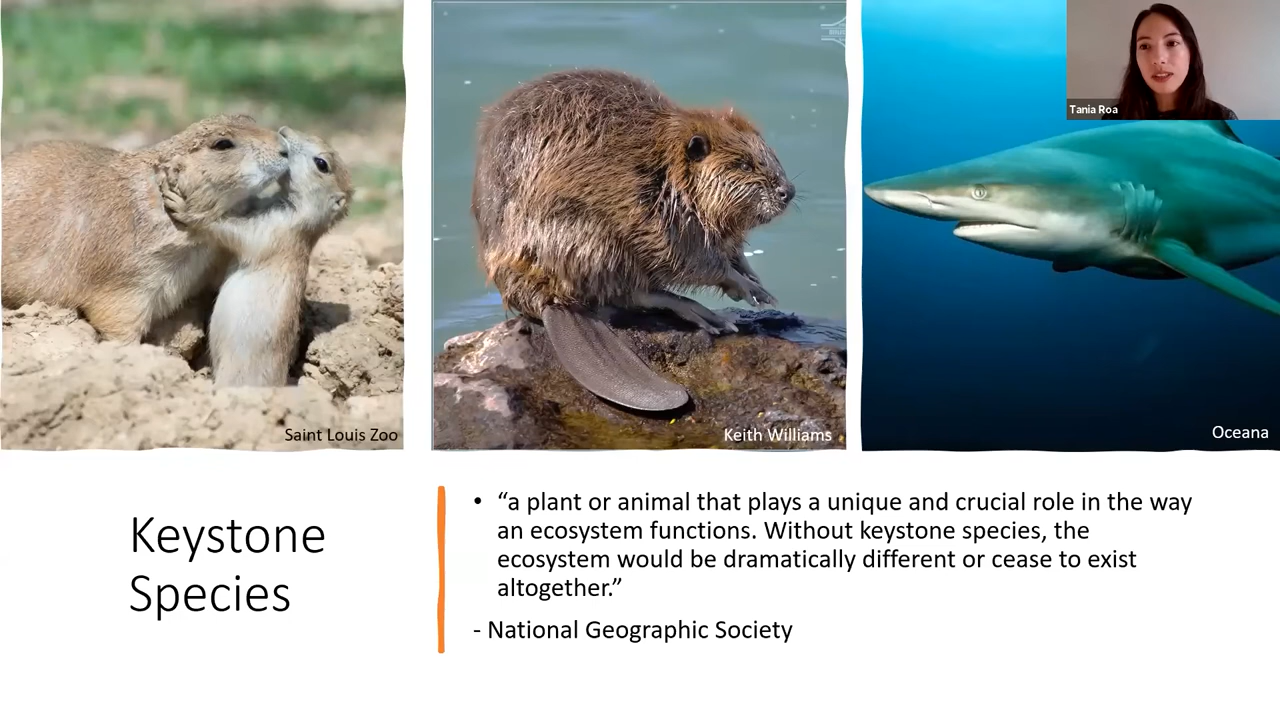 Tania Roa
Saint Louis Zoo
Keith Williams
Oceana
Keystone
Species
• “a plant or animal that plays a unique and crucial role in the way
an ecosystem functions. Without keystone species, the
ecosystem would be dramatically different or cease to exist
altogether.”
- National Geographic Society